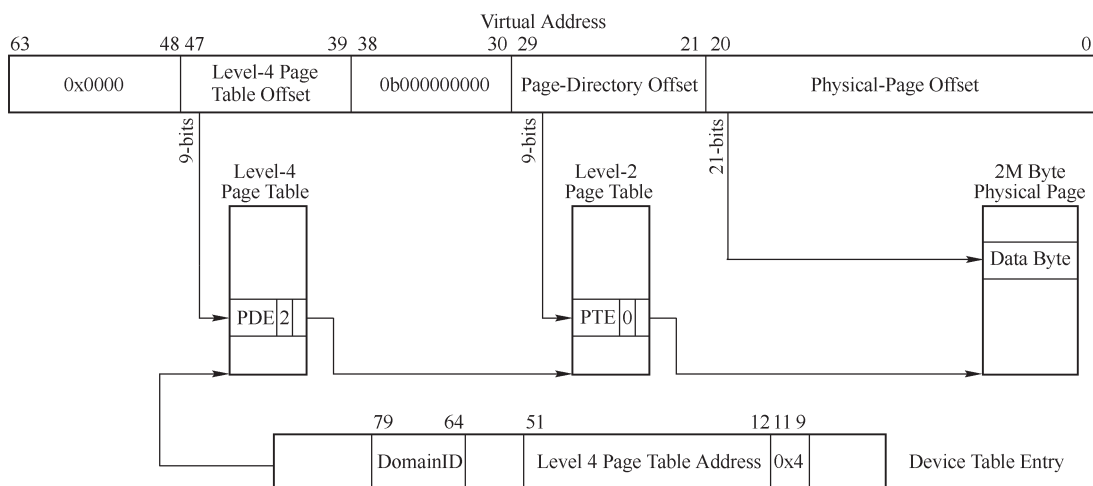 Virtual Address
63 48 47 39 38 30 29 21 20 0
0x0000
Level-4 Page
Table Offset
0b000000000
Page-Directory Offset
Physical-Page Offset
9-bits
9-bits
21-bits
Level-4
Page Table
Level-2
Page Table
2M Byte
Physical Page
Data Byte
PDE 2
PTE 0
79 64 51 12 11 9
DomainID
Level 4 Page Table Address
0x4
Device Table Entry